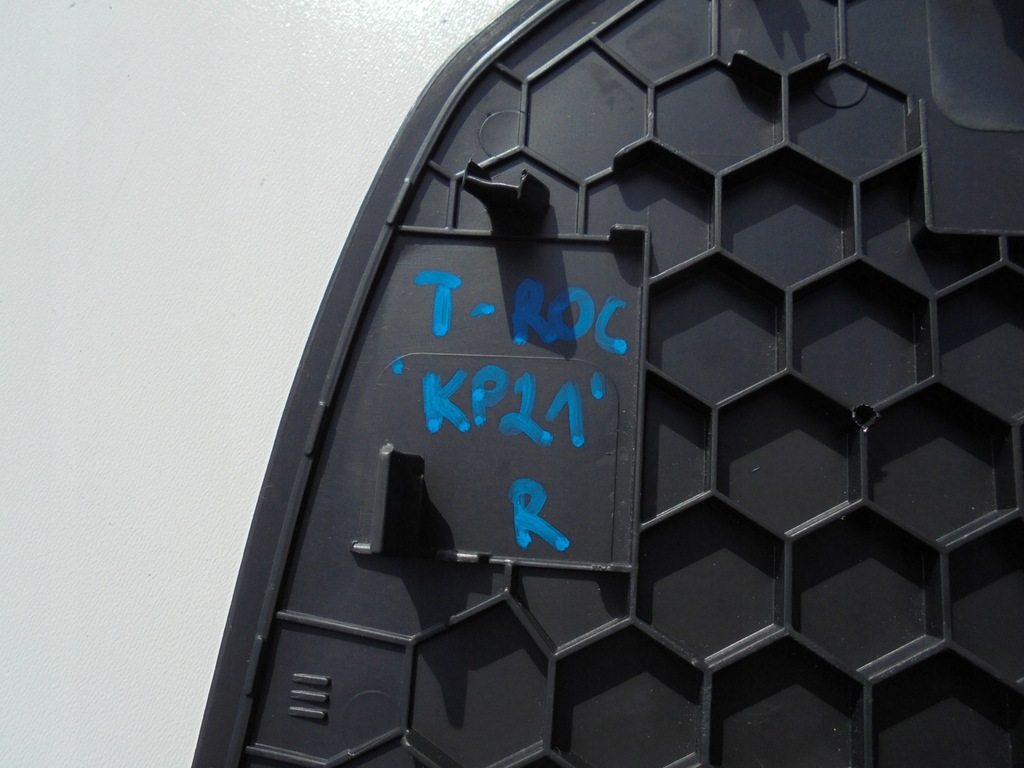 T-ROC
'KP21'
R